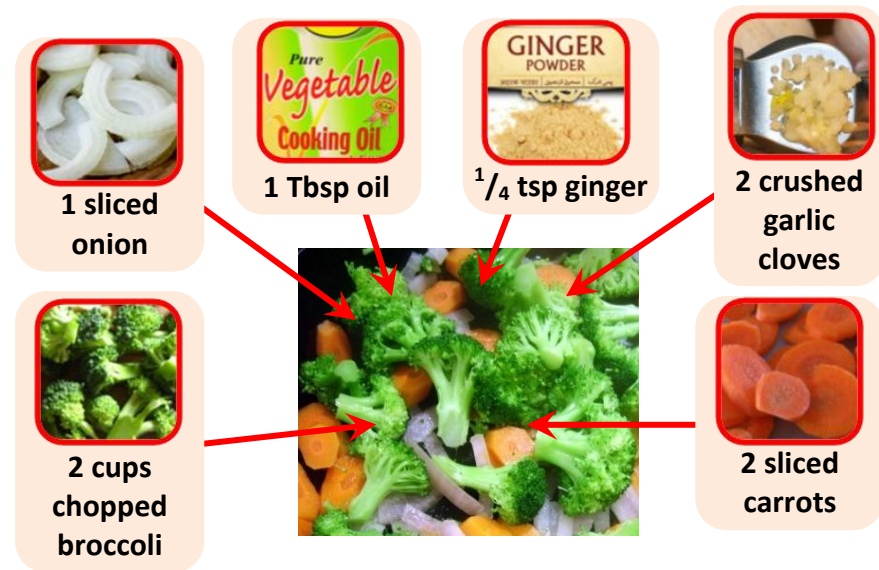 Pure
Vegetable
Cooking Oil
GINGER
POWDER
1 sliced
onion
1 Tbsp oil
1/4 tsp ginger
2 crushed
garlic
cloves
2 cups
chopped
broccoli
2 sliced
carrots